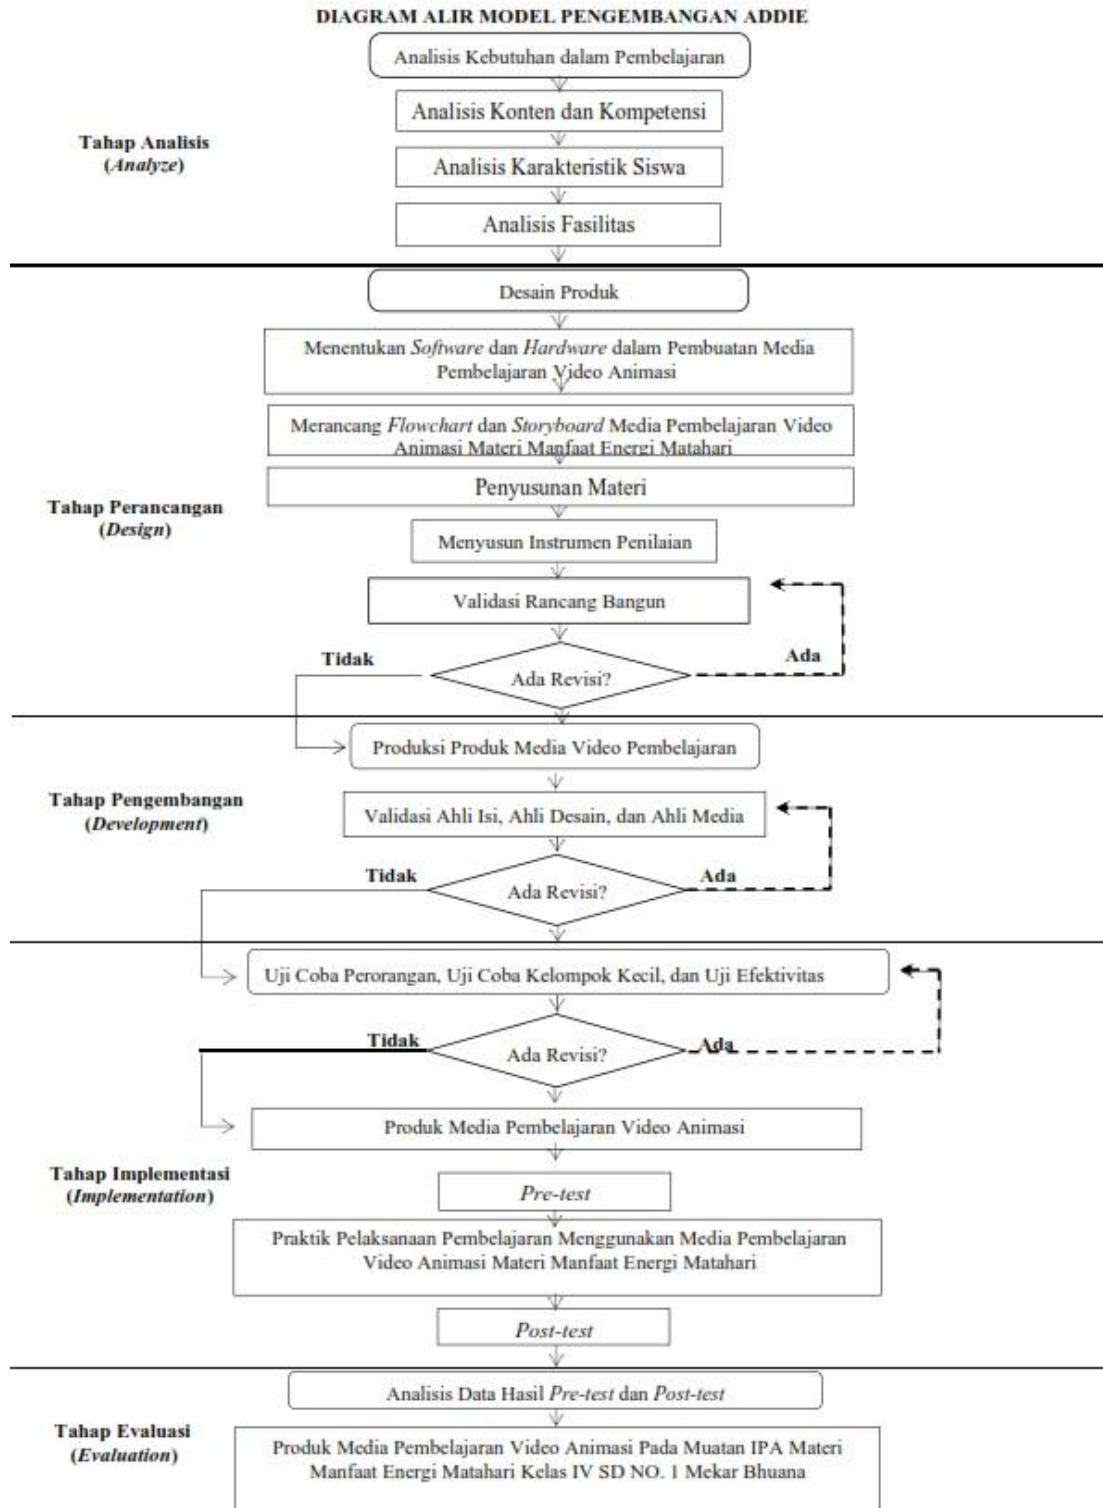 DIAGRAM ALIR MODEL PENGEMBANGAN ADDIE
Analisis Kebutuhan dalam Pembelajaran
Analisis Konten dan Kompetensi
Tahap Analisis
(Analyze)
Analisis Karakteristik Siswa
Analisis Fasilitas
Desain Produk
Menentukan Software dan Hardware dalam Pembuatan Media
Pembelajaran Video Animasi
Merancang Flowchart dan Storyboard Media Pembelajaran Video
Animasi Materi Manfaat Energi Matahari
Penyusunan Materi
Tahap Perancangan
(Design)
Menyusun Instrumen Penilaian
Validasi Rancang Bangun
Tidak
Ada
Ada Revisi?
Produksi Produk Media Video Pembelajaran
Tahap Pengembangan
(Development)
Validasi Ahli Isi, Ahli Desain, dan Ahli Media
Tidak
Ada
Ada Revisi?
Uji Coba Perorangan, Uji Coba Kelompok Kecil, dan Uji Efektivitas
Tidak
Ada
Ada Revisi?
Produk Media Pembelajaran Video Animasi
Tahap Implementasi
(Implementation)
Pre-test
Praktik Pelaksanaan Pembelajaran Menggunakan Media Pembelajaran
Video Animasi Materi Manfaat Energi Matahari
Post-test
Analisis Data Hasil Pre-test dan Post-test
Tahap Evaluasi
(Evaluation)
Produk Media Pembelajaran Video Animasi Pada Muatan IPA Materi
Manfaat Energi Matahari Kelas IV SD NO. 1 Mekar Bhuana